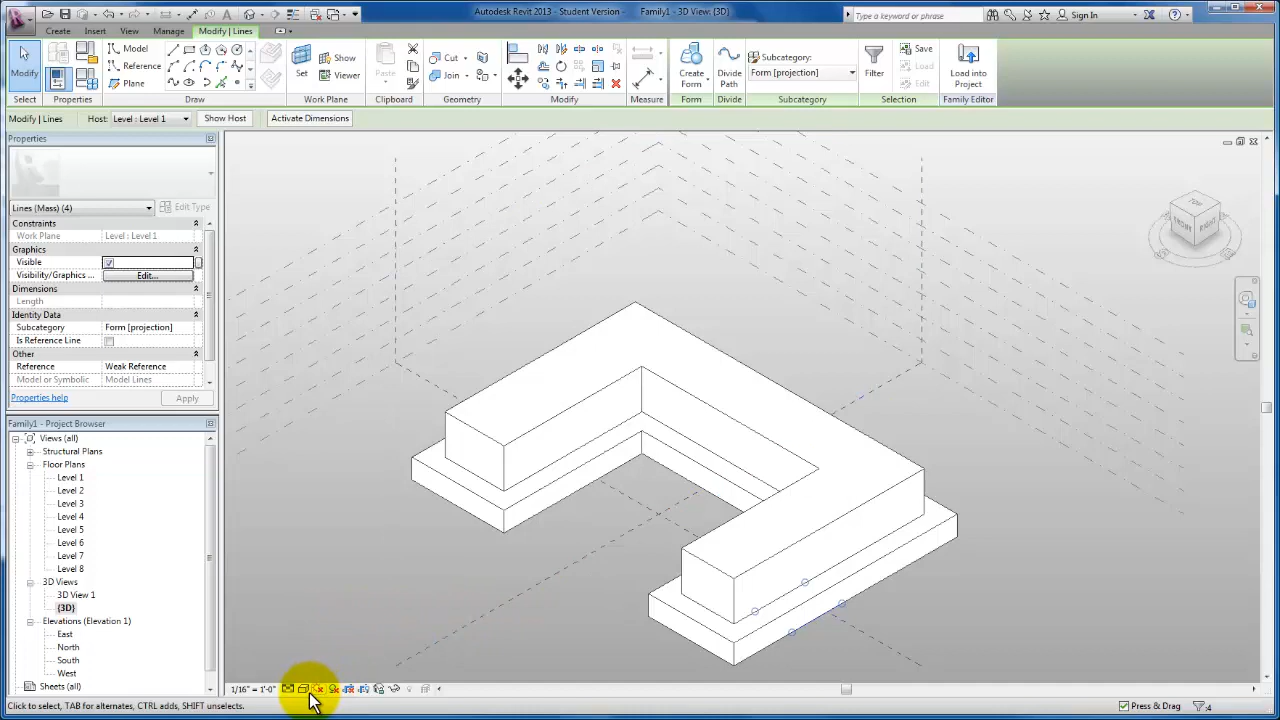 Autodesk Revit 2013 - Student Version - Family1 - 3D View: {3D}
Type a keyword or phrase
Sign In
Create Insert View Manage Modify | Lines
Modify
Model
Reference
Plane
Set
Show
Viewer
Paste
Cut
Join
Create Form
Divide Path
Subcategory:
Form [projection]
Filter
Save
Load
Edit
Load into Project
Select Properties Draw Work Plane Clipboard Geometry Modify Measure Form Divide Subcategory Selection Family Editor
Modify | Lines Host: Level : Level 1 Show Host Activate Dimensions
Properties
Lines (Mass) (4) Edit Type
Constraints
Work Plane Level : Level 1
Graphics
Visible
Visibility/Graphics ... Edit...
Dimensions
Length
Identity Data
Subcategory Form [projection]
Is Reference Line
Other
Reference Weak Reference
Model or Symbolic Model Lines
Properties help Apply
Family1 - Project Browser
Views (all)
Structural Plans
Floor Plans
Level 1
Level 2
Level 3
Level 4
Level 5
Level 6
Level 7
Level 8
3D Views
3D View 1
{3D}
Elevations (Elevation 1)
East
North
South
West
Sheets (all)
TOP
FRONT
RIGHT
1/16" = 1'-0"
Click to select, TAB for alternates, CTRL adds, SHIFT unselects.
Press & Drag
:4